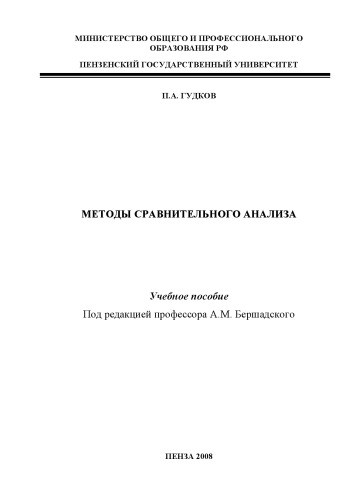 МИНИСТЕРСТВО ОБЩЕГО И ПРОФЕССИОНАЛЬНОГО
ОБРАЗОВАНИЯ РФ
ПЕНЗЕНСКИЙ ГОСУДАРСТВЕННЫЙ УНИВЕРСИТЕТ
П.А. ГУДКОВ
МЕТОДЫ СРАВНИТЕЛЬНОГО АНАЛИЗА
Учебное пособие
Под редакцией профессора А.М. Бершадского
ПЕНЗА 2008